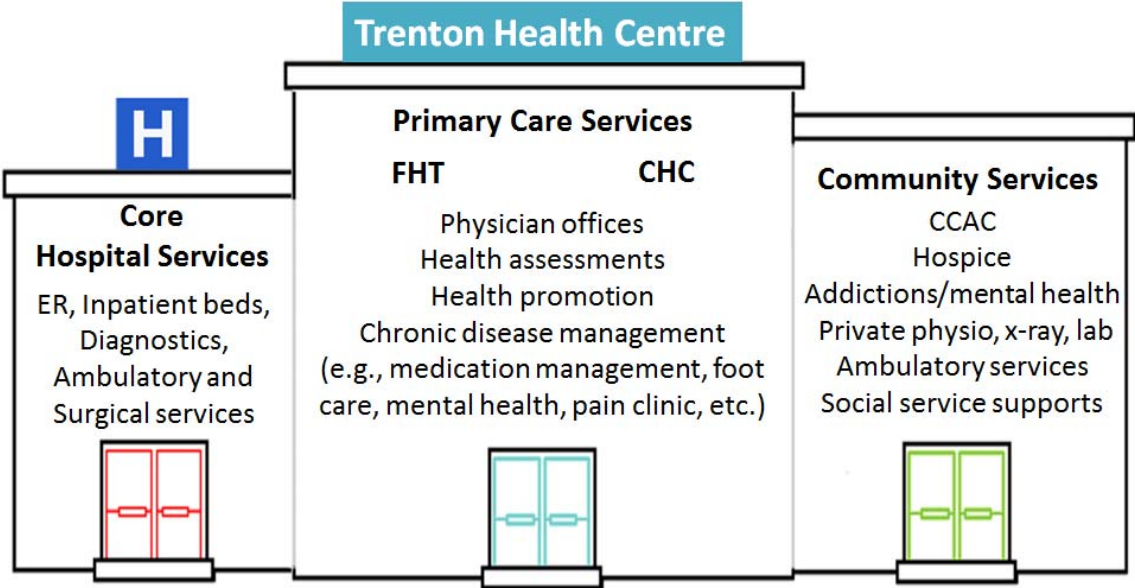 Trenton Health Centre
H
Core
Hospital Services
ER, Inpatient beds,
Diagnostics,
Ambulatory and
Surgical services
Primary Care Services
FHT CHC
Physician offices
Health assessments
Health promotion
Chronic disease management
(e.g., medication management, foot
care, mental health, pain clinic, etc.)
Community Services
CCAC
Hospice
Addictions/mental health
Private physio, x-ray, lab
Ambulatory services
Social service supports